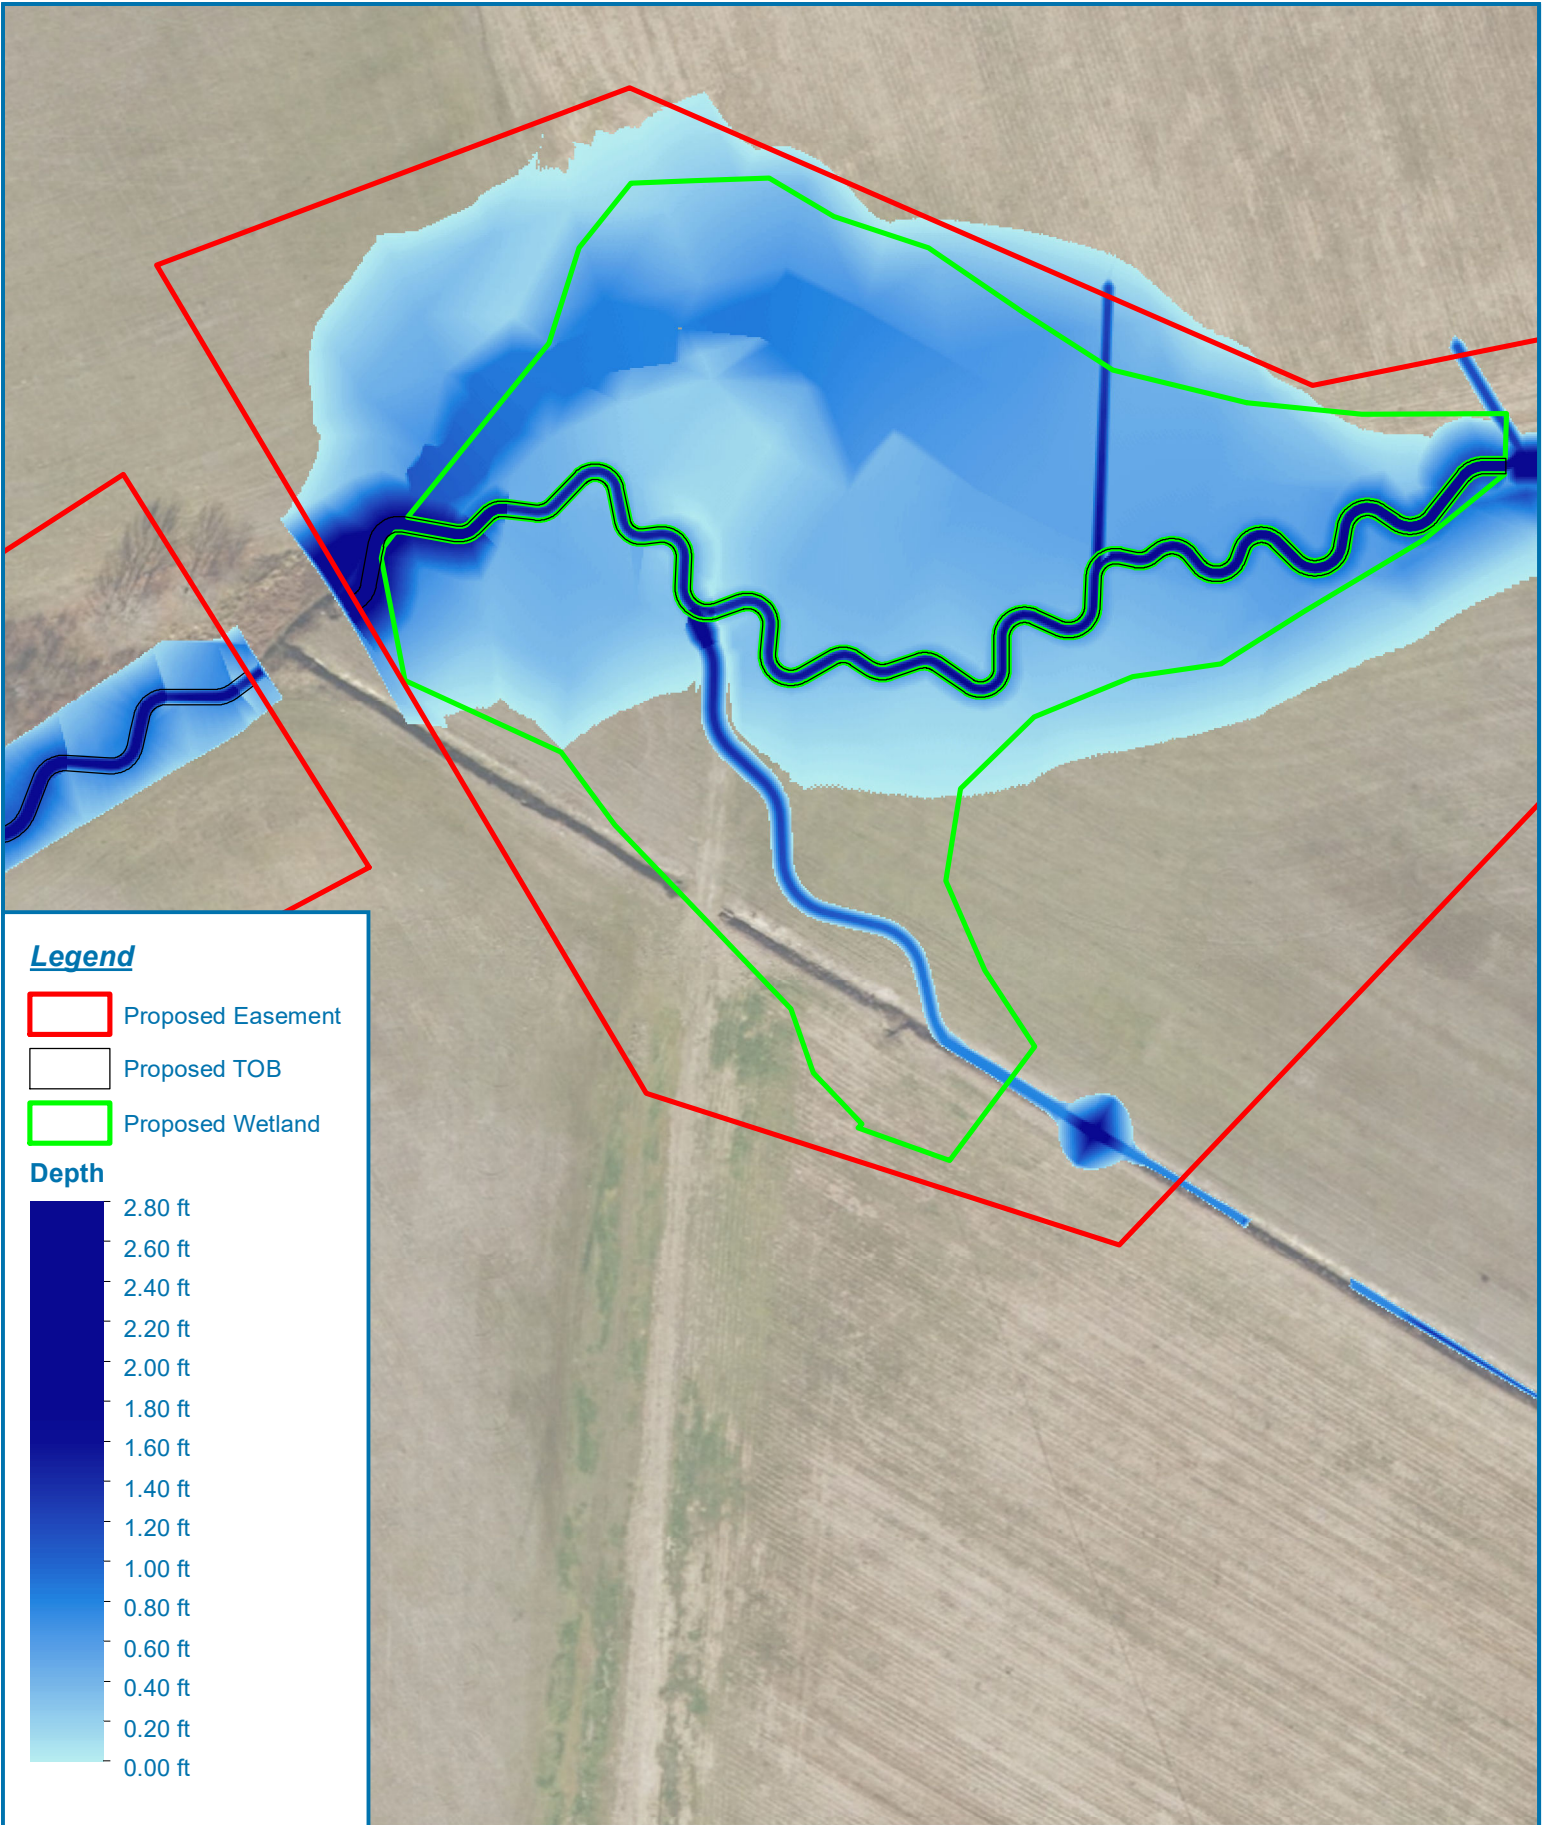 Legend
Proposed Easement
Proposed TOB
Proposed Wetland
Depth
2.80 ft
2.60 ft
2.40 ft
2.20 ft
2.00 ft
1.80 ft
1.60 ft
1.40 ft
1.20 ft
1.00 ft
0.80 ft
0.60 ft
0.40 ft
0.20 ft
0.00 ft